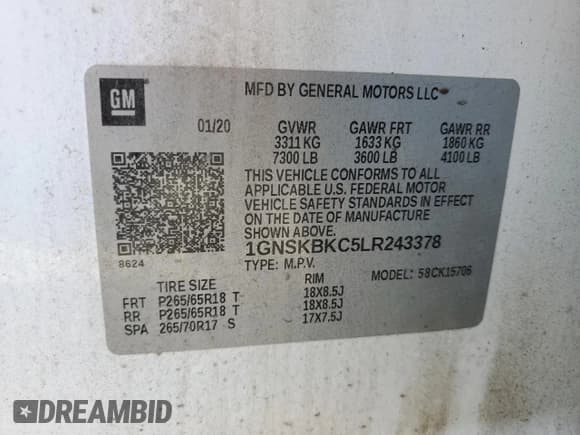 GM
MFD BY GENERAL MOTORS LLC
01/20 GVWR GAWR FRT GAWR RR
3311 KG 1633 KG 1860 KG
7300 LB 3600 LB 4100 LB
THIS VEHICLE CONFORMS TO ALL
APPLICABLE U.S. FEDERAL MOTOR
VEHICLE SAFETY STANDARDS IN EFFECT
ON THE DATE OF MANUFACTURE
SHOWN ABOVE.
1GNSKBKC5LR243378
8624 TYPE: M.P.V. MODEL: 58CK15706
TIRE SIZE RIM
FRT P265/65R18 T 18X8.5J
RR P265/65R18 T 18X8.5J
SPA 265/70R17 S 17X7.5J
DREAMBID